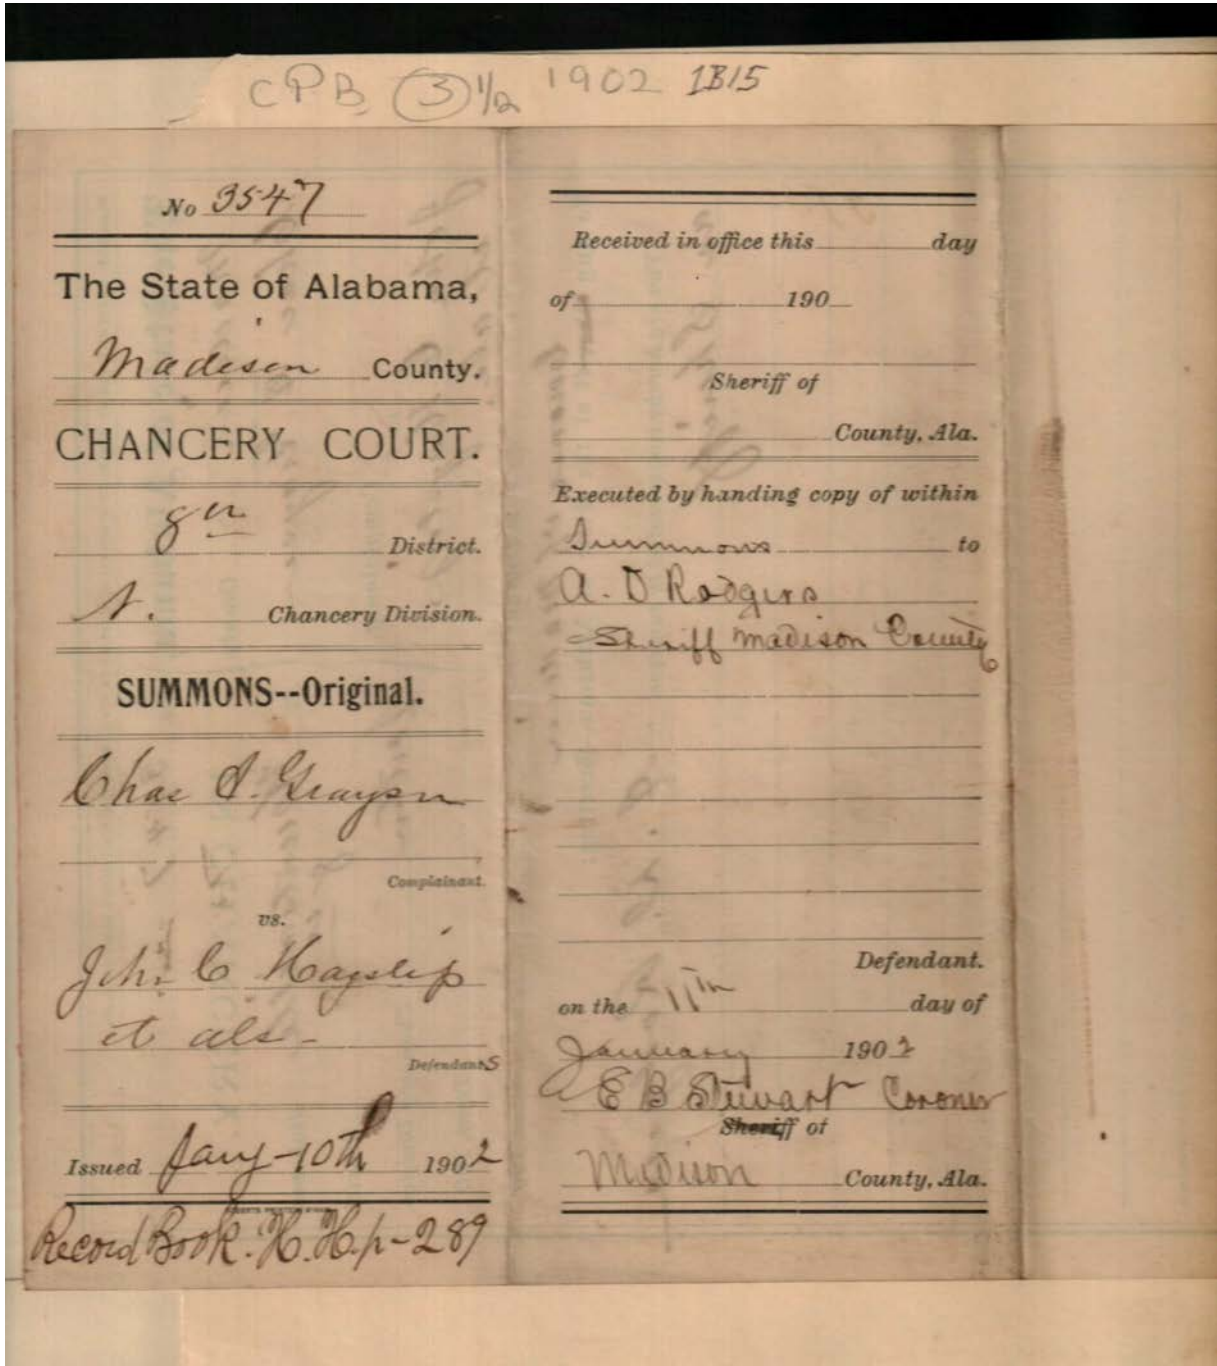 CPB (3) 1/2 1902 IB15
No 3547
The State of Alabama,
Madison County.
CHANCERY COURT.
8th District.
N. Chancery Division.
SUMMONS--Original.
Chas S. Grayson
Complainant.
vs.
John C Hayslip
et als-
Defendants
Issued Jany-10th 1902
Record Book. H. H. p-289
Received in office this day
of 190
Sheriff of
County, Ala.
Executed by handing copy of within
Summons to
A. D Rodgers
Sheriff Madison County
Defendant.
on the 11th day of
January 1902
E B Stewart Coroner
Sheriff of
Madison County, Ala.